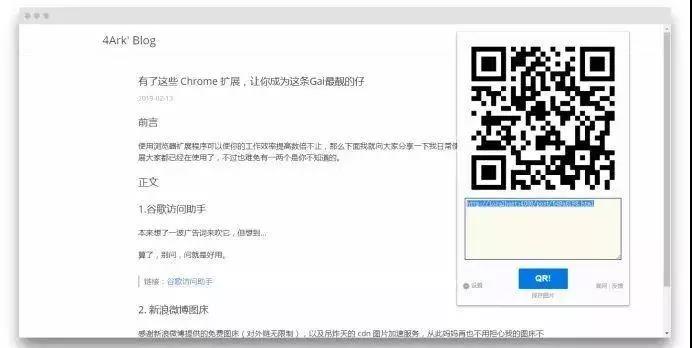 4Ark' Blog
有了这些 Chrome 扩展，让你成为这条Gai最靓的仔
2019-02-13
前言
使用浏览器扩展程序可以使你的工作效率提高数倍不止，那么下面我就向大家分享一下我日常使
展大家都已经在使用了，不过也难免有一两个是你不知道的。
正文
1.谷歌访问助手
本来想了一波广告词来吹它，但想到...
算了，别问，问就是好用。
链接：谷歌访问助手
2. 新浪微博图床
感谢新浪微博提供的免费图床（对外链无限制），以及吊炸天的 cdn 图片加速服务，从此妈妈再也不用担心我的图床不
QR!
设置
保存图片
反馈